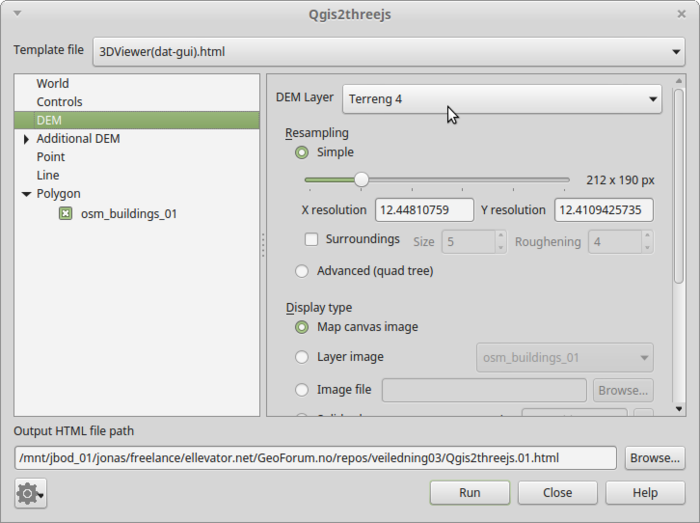 Qgis2threejs
Template file 3DViewer(dat-gui).html
World
Controls
DEM
Additional DEM
Point
Line
Polygon
osm_buildings_01
DEM Layer Terreng 4
Resampling
Simple
212 x 190 px
X resolution 12.44810759 Y resolution 12.4109425735
Surroundings Size 5 Roughening 4
Advanced (quad tree)
Display type
Map canvas image
Layer image osm_buildings_01
Image file Browse...
Output HTML file path
/mnt/jbod_01/jonas/freelance/ellevator.net/GeoForum.no/repos/veiledning03/Qgis2threejs.01.html Browse...
Run Close Help